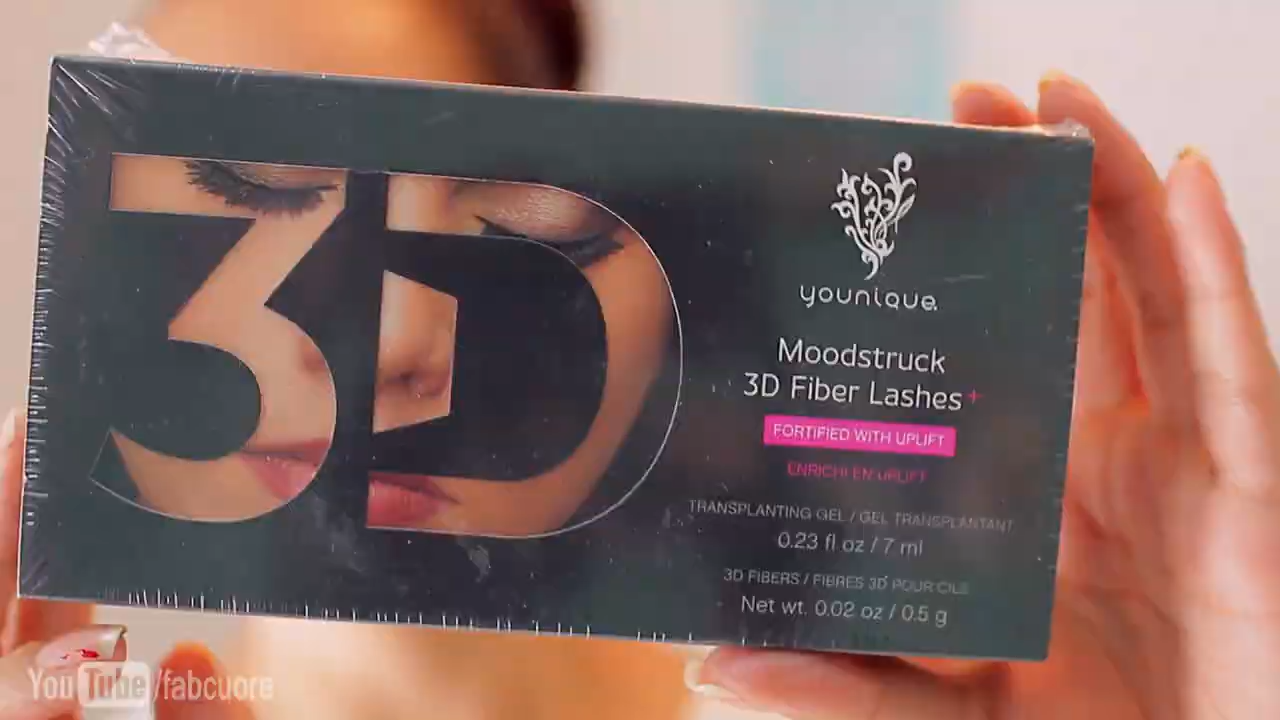 3D
younique
Moodstruck
3D Fiber Lashes+
FORTIFIED WITH UPLIFT
ENRICHI EN UPLIFT
TRANSPLANTING GEL / GEL TRANSPLANTANT
0.23 fl oz / 7 ml
3D FIBERS / FIBRES 3D POUR CILS
Net wt. 0.02 oz / 0.5 g
YouTube/fabcuore